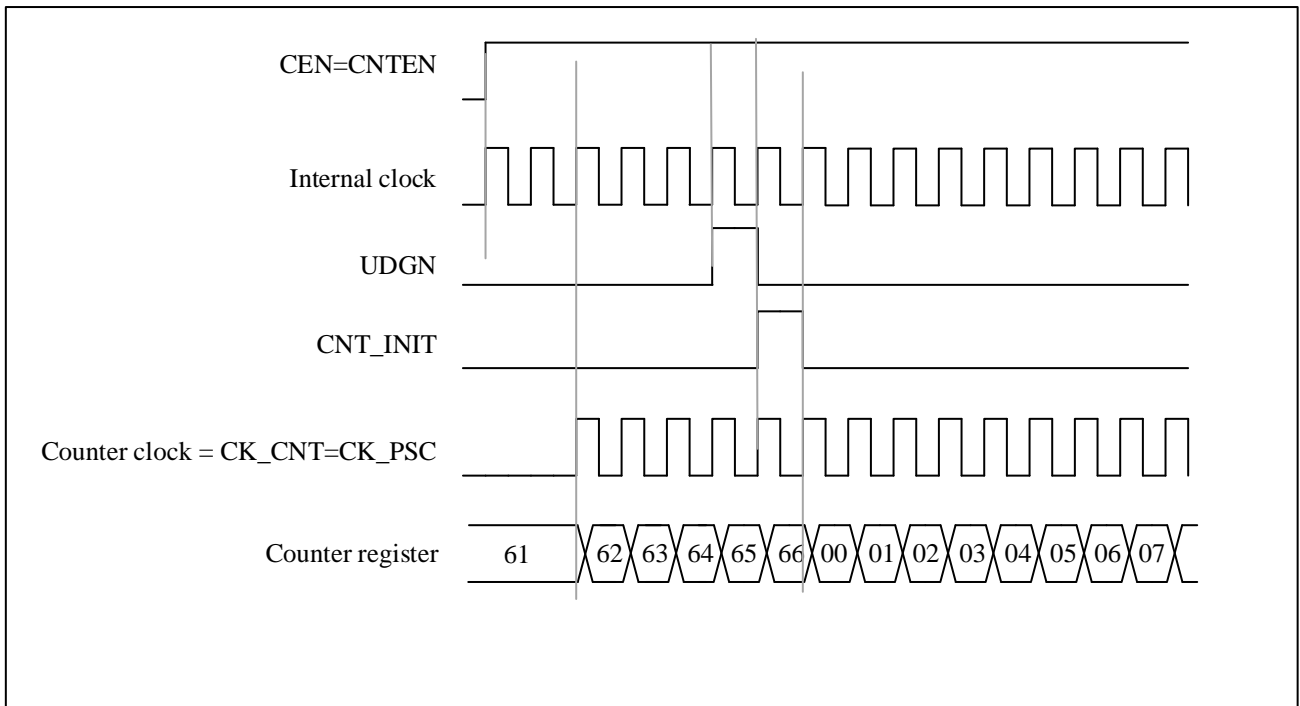 CEN=CNTEN
Internal clock
UDGN
CNT_INIT
Counter clock = CK_CNT=CK_PSC
Counter register 61 62 63 64 65 66 00 01 02 03 04 05 06 07